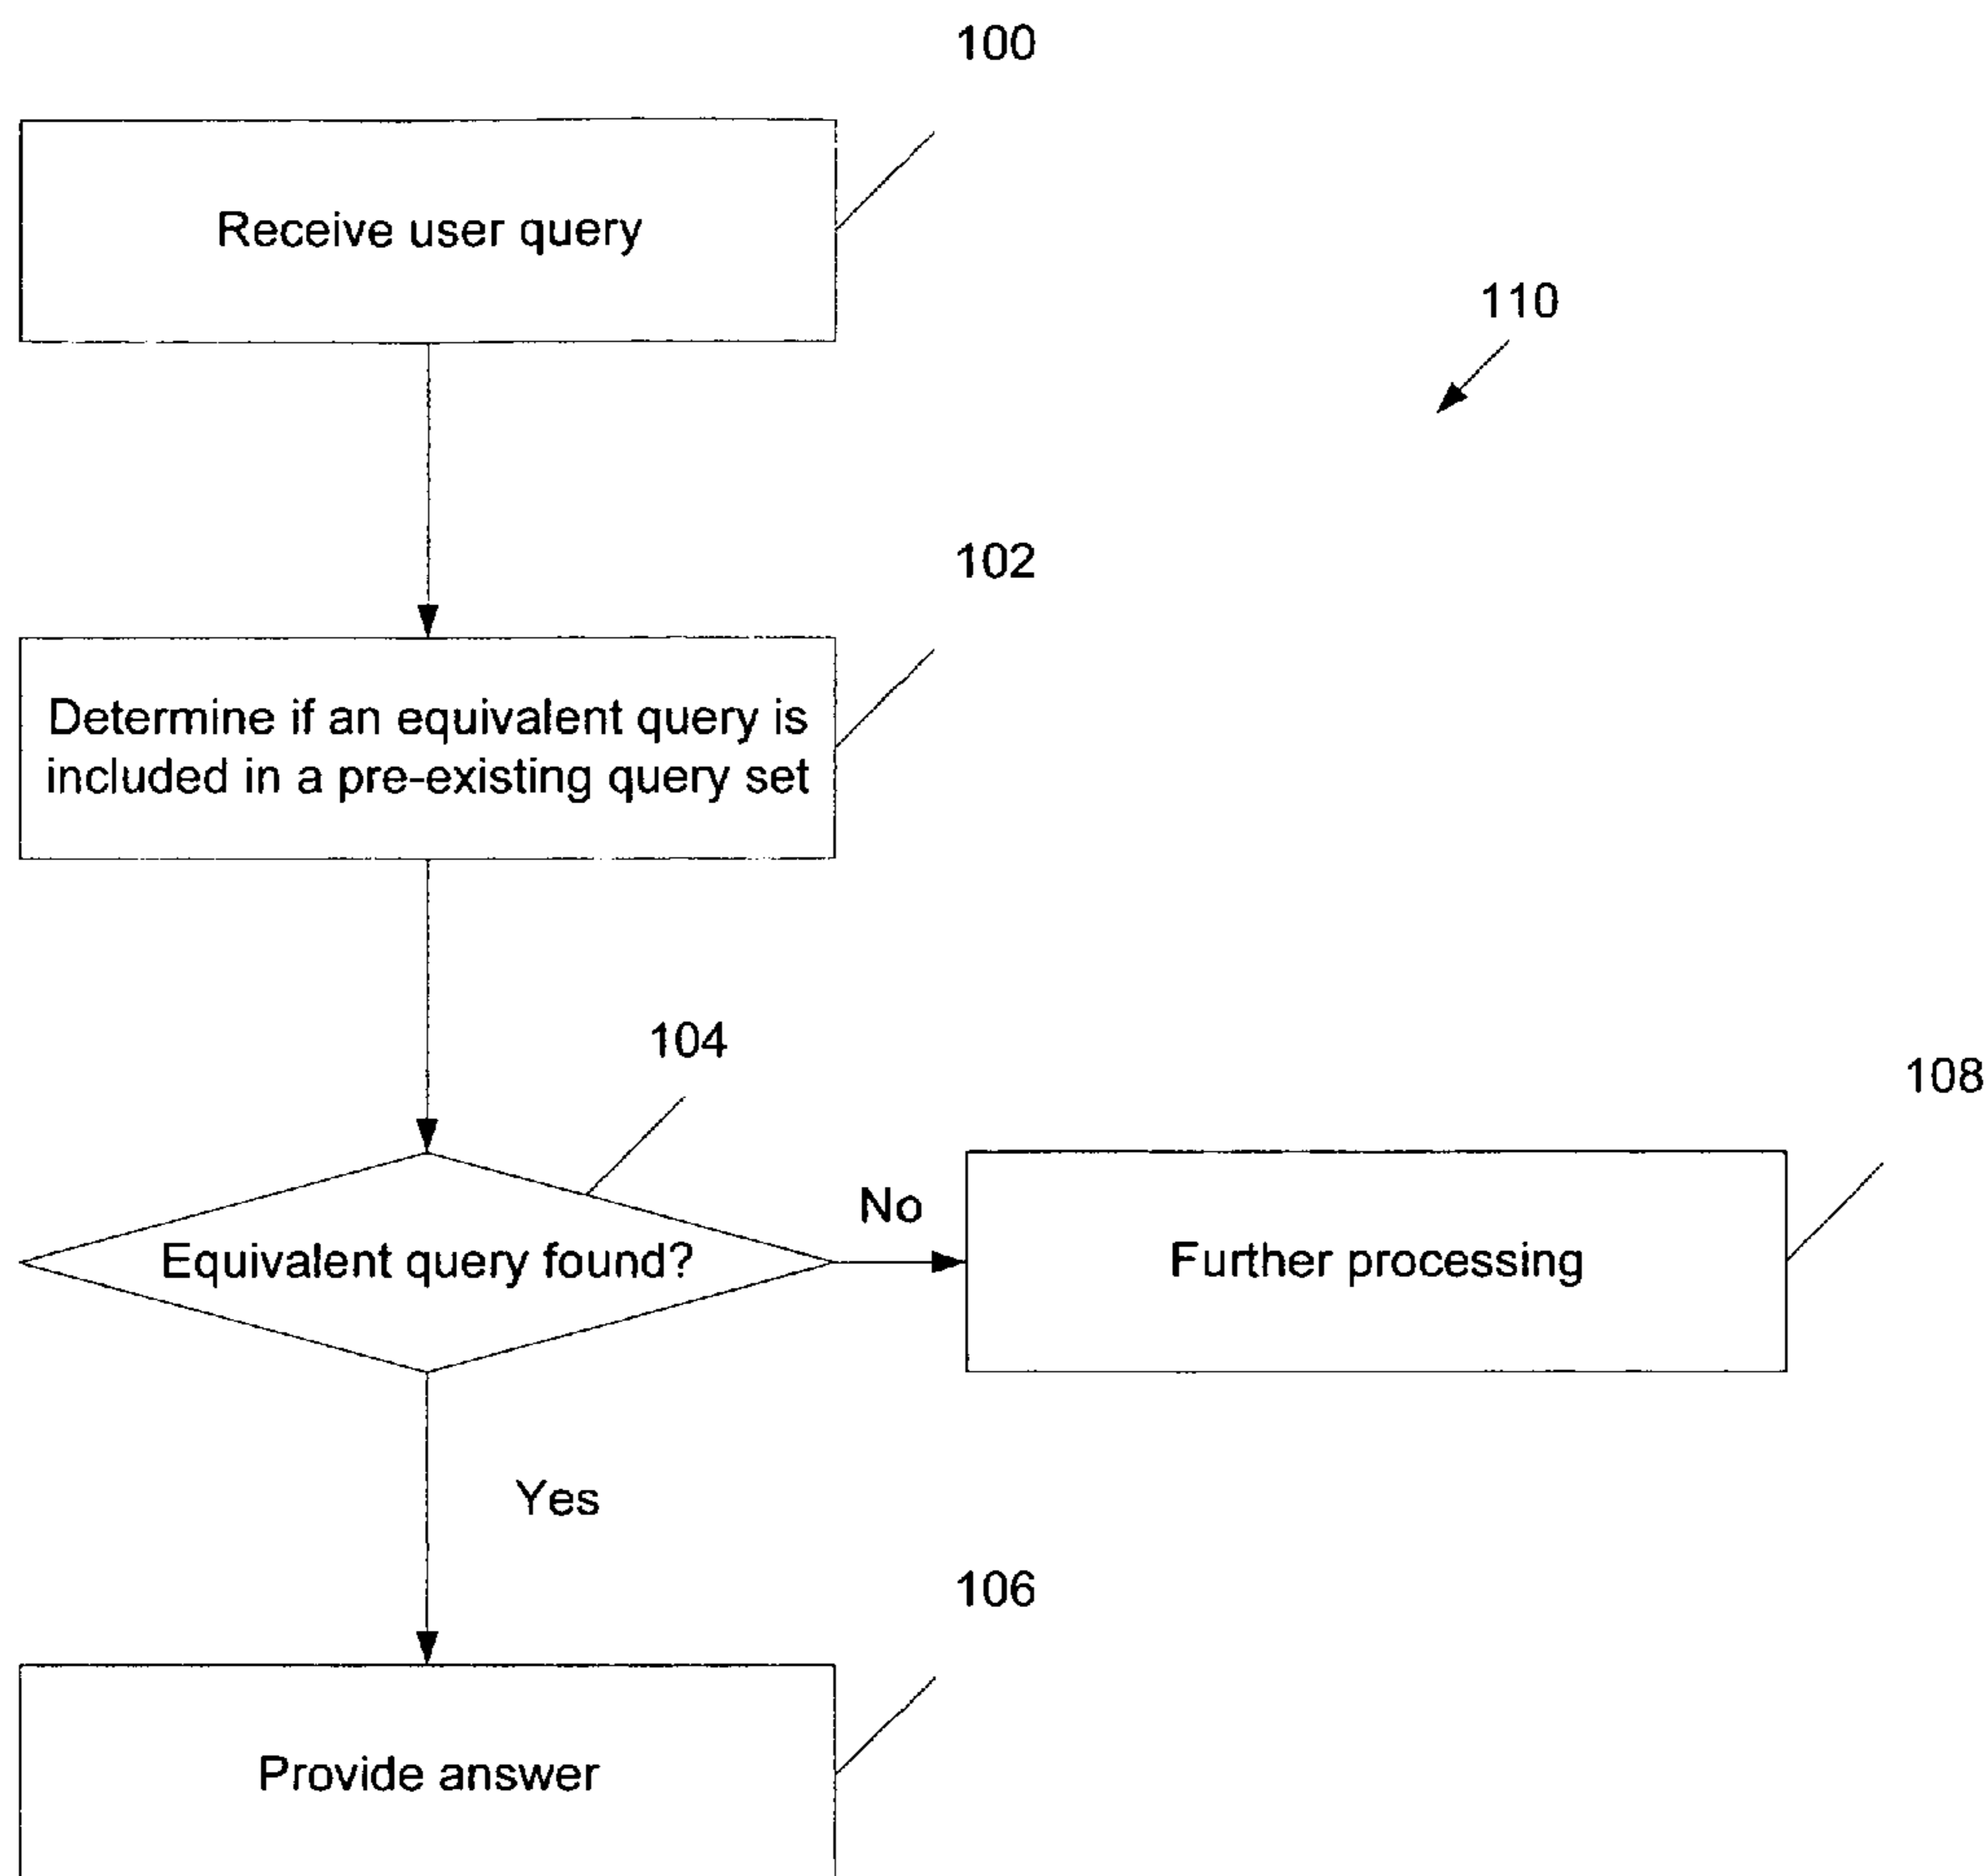 100
Receive user query
110
102
Determine if an equivalent query is
included in a pre-existing query set
104
108
No
Equivalent query found?
Further processing
Yes
106
Provide answer